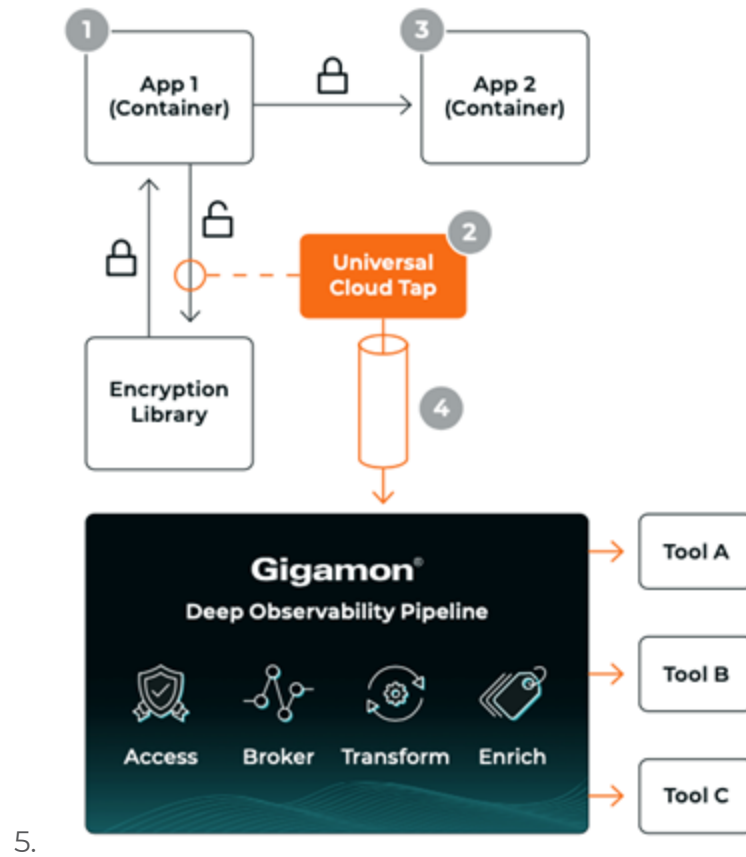 1
3
App 1
(Container)
App 2
(Container)
2
Universal
Cloud Tap
Encryption
Library
4
Gigamon®
Deep Observability Pipeline
Access
Broker
Transform
Enrich
Tool A
Tool B
Tool C
5.